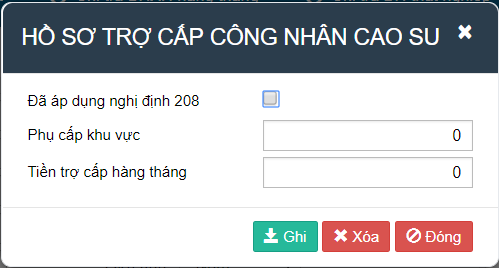 HỒ SƠ TRỢ CẤP CÔNG NHÂN CAO SU
Đã áp dụng nghị định 208
Phụ cấp khu vực 0
Tiền trợ cấp hàng tháng 0
Ghi Xóa Đóng